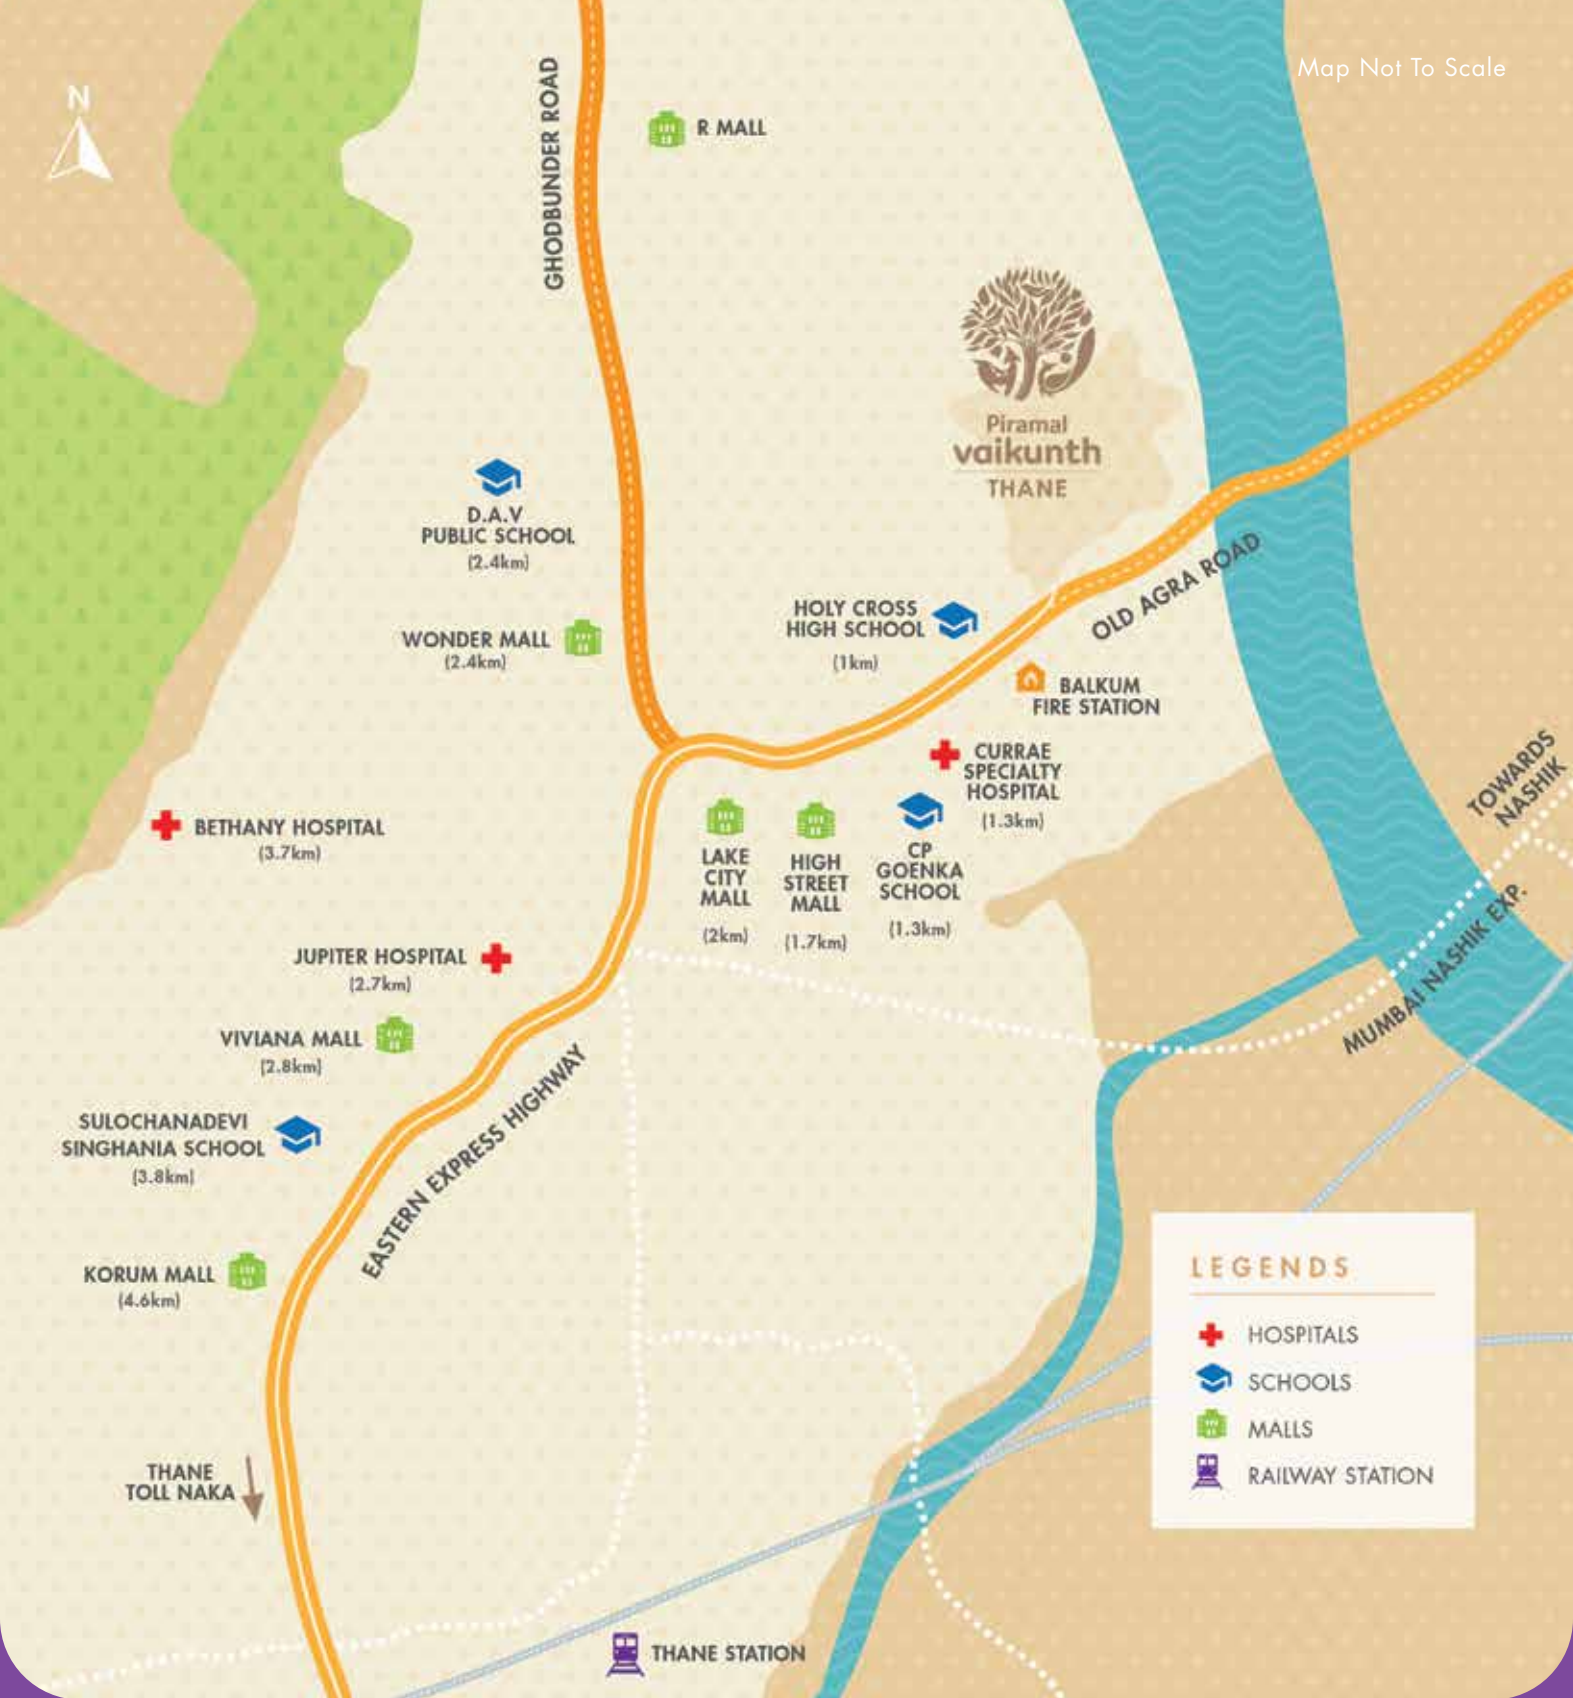 Map Not To Scale
N
GHODBUNDER ROAD
R MALL
Piramal
vaikunth
THANE
D.A.V
PUBLIC SCHOOL
(2.4km)
OLD AGRA ROAD
HOLY CROSS
HIGH SCHOOL
(1km)
WONDER MALL
(2.4km)
BALKUM
FIRE STATION
CURRAE
SPECIALTY
HOSPITAL
(1.3km)
TOWARDS
NASHIK
BETHANY HOSPITAL
(3.7km)
LAKE
CITY
MALL
(2km)
HIGH
STREET
MALL
(1.7km)
CP
GOENKA
SCHOOL
(1.3km)
MUMBAI NASHIK EXP.
JUPITER HOSPITAL
(2.7km)
VIVIANA MALL
(2.8km)
EASTERN EXPRESS HIGHWAY
SULOCHANADEVI
SINGHANIA SCHOOL
(3.8km)
KORUM MALL
(4.6km)
LEGENDS
HOSPITALS
SCHOOLS
MALLS
RAILWAY STATION
THANE
TOLL NAKA
THANE STATION